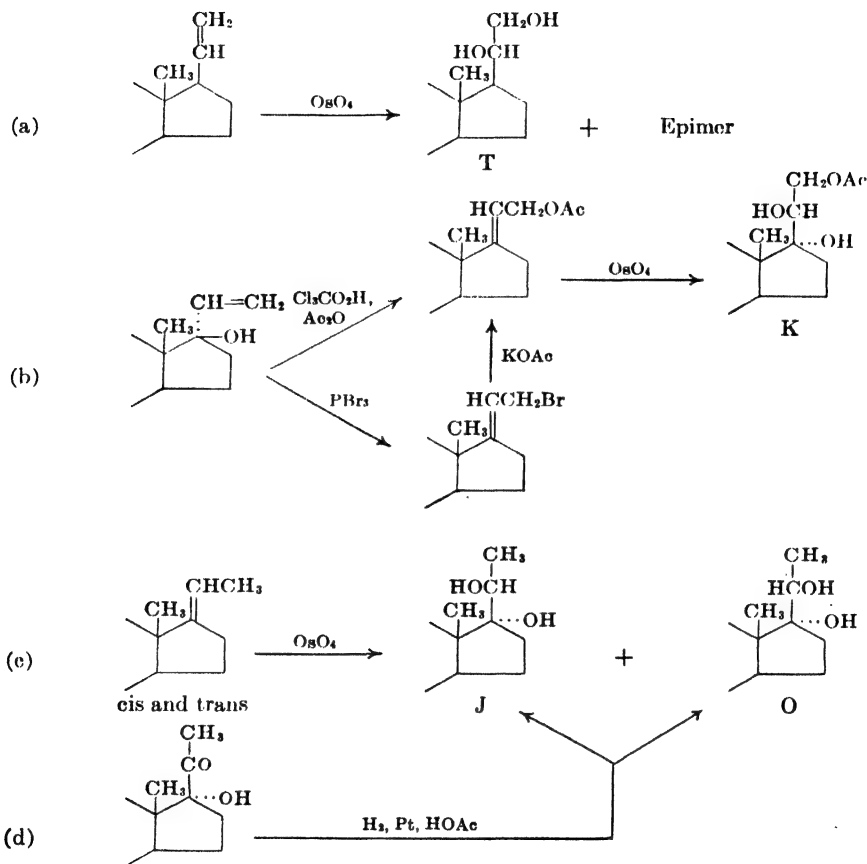 CH₂
CH
CH₃
(a)
OsO₄
CH₂OH
HOCH
CH₃
T
+
Epimer
CH=CH₂
CH₃
OH
(b)
Cl₃CO₂H,
Ac₂O
PBr₃
HCCH₂OAc
CH₃
KOAc
HCCH₂Br
CH₃
OsO₄
CH₂OAc
HOCH
CH₃
OH
K
CHCH₃
CH₃
(c)
cis and trans
OsO₄
CH₃
HOCH
CH₃
OH
J
+
CH₃
HCOH
CH₃
OH
O
CH₃
CO
CH₃
OH
(d)
H₂, Pt, HOAc